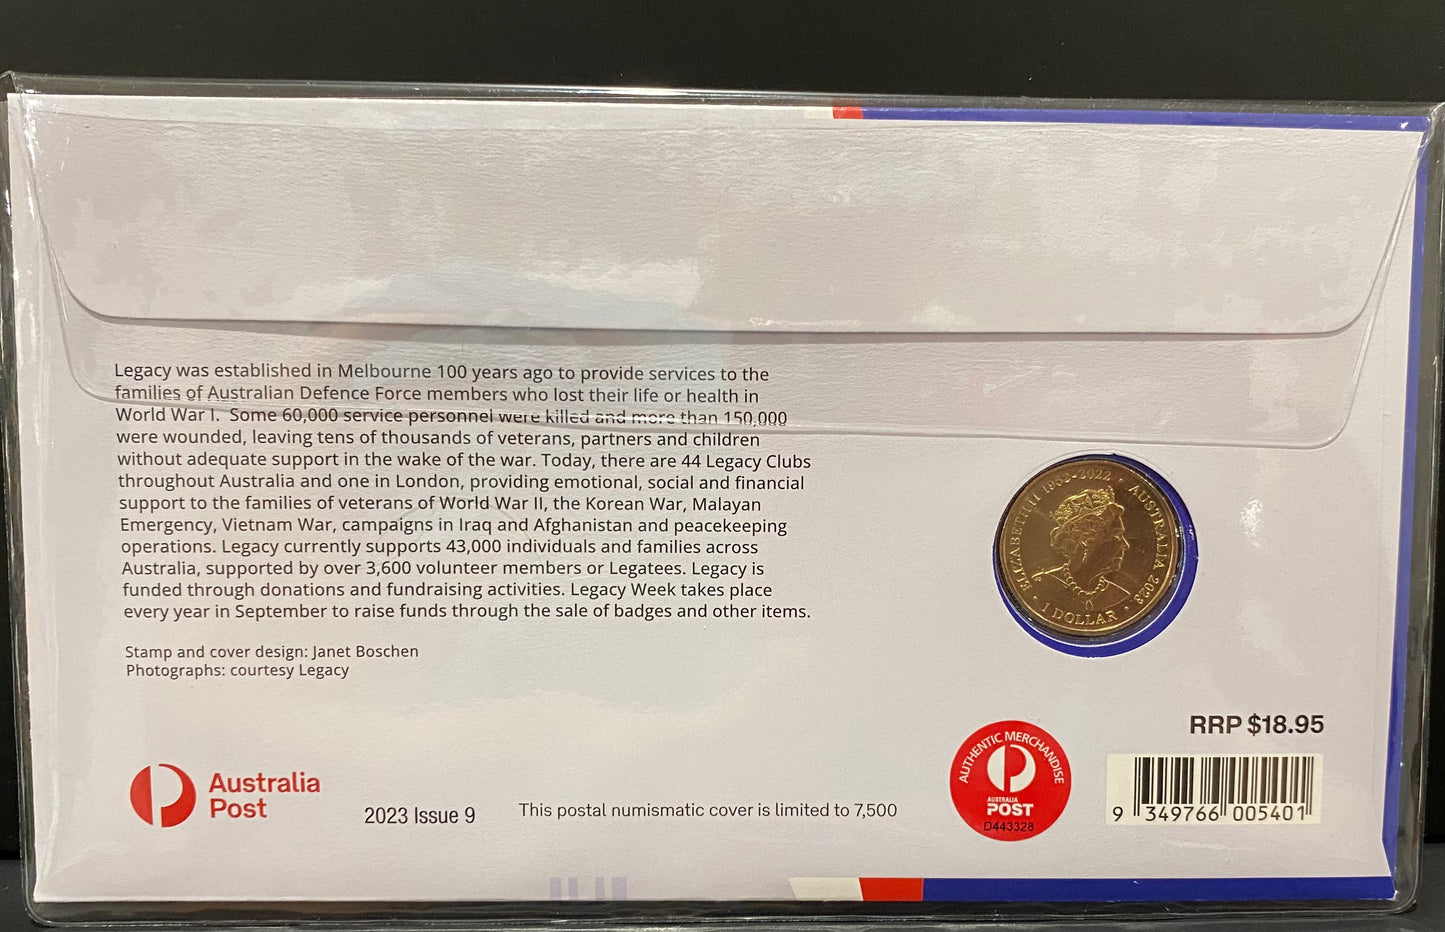 Legacy was established in Melbourne 100 years ago to provide services to the
families of Australian Defence Force members who lost their life or health in
World War I.  Some 60,000 service personnel were killed and more than 150,000
were wounded, leaving tens of thousands of veterans, partners and children
without adequate support in the wake of the war. Today, there are 44 Legacy Clubs
throughout Australia and one in London, providing emotional, social and financial
support to the families of veterans of World War II, the Korean War, Malayan
Emergency, Vietnam War, campaigns in Iraq and Afghanistan and peacekeeping
operations. Legacy currently supports 43,000 individuals and families across
Australia, supported by over 3,600 volunteer members or Legatees. Legacy is
funded through donations and fundraising activities. Legacy Week takes place
every year in September to raise funds through the sale of badges and other items.
Stamp and cover design: Janet Boschen
Photographs: courtesy Legacy
ELIZABETH II 1952-2022 • AUSTRALIA 2023
• 1 DOLLAR •
RRP $18.95
Australia
Post
2023 Issue 9
This postal numismatic cover is limited to 7,500
AUTHENTIC MERCHANDISE
AUSTRALIA
POST
D443328
9 349766 005401